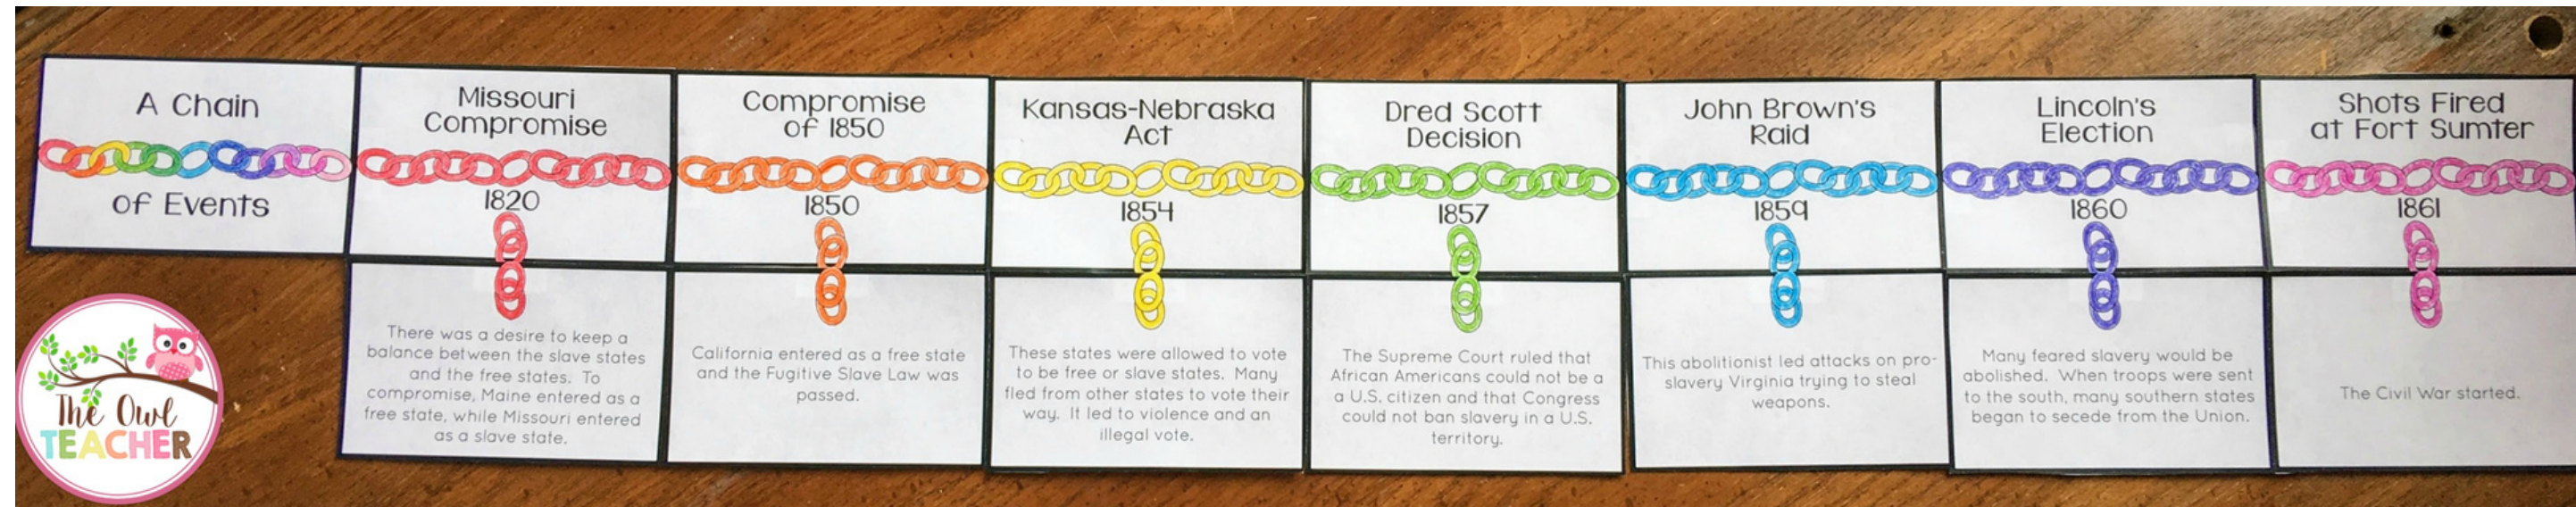 A Chain
of Events
Missouri
Compromise
1820
There was a desire to keep a
balance between the slave states
and the free states. To
compromise, Maine entered as a
free state, while Missouri entered
as a slave state.
Compromise
of 1850
1850
California entered as a free state
and the Fugitive Slave Law was
passed.
Kansas-Nebraska
Act
1854
These states were allowed to vote
to be free or slave states. Many
fled from other states to vote their
way. It led to violence and an
illegal vote.
Dred Scott
Decision
1857
The Supreme Court ruled that
African Americans could not be a
a U.S. citizen and that Congress
could not ban slavery in a U.S.
territory.
John Brown's
Raid
1859
This abolitionist led attacks on pro-
slavery Virginia trying to steal
weapons.
Lincoln's
Election
1860
Many feared slavery would be
abolished. When troops were sent
to the south, many southern states
began to secede from the Union.
Shots Fired
at Fort Sumter
1861
The Civil War started.
The Owl
TEACHER